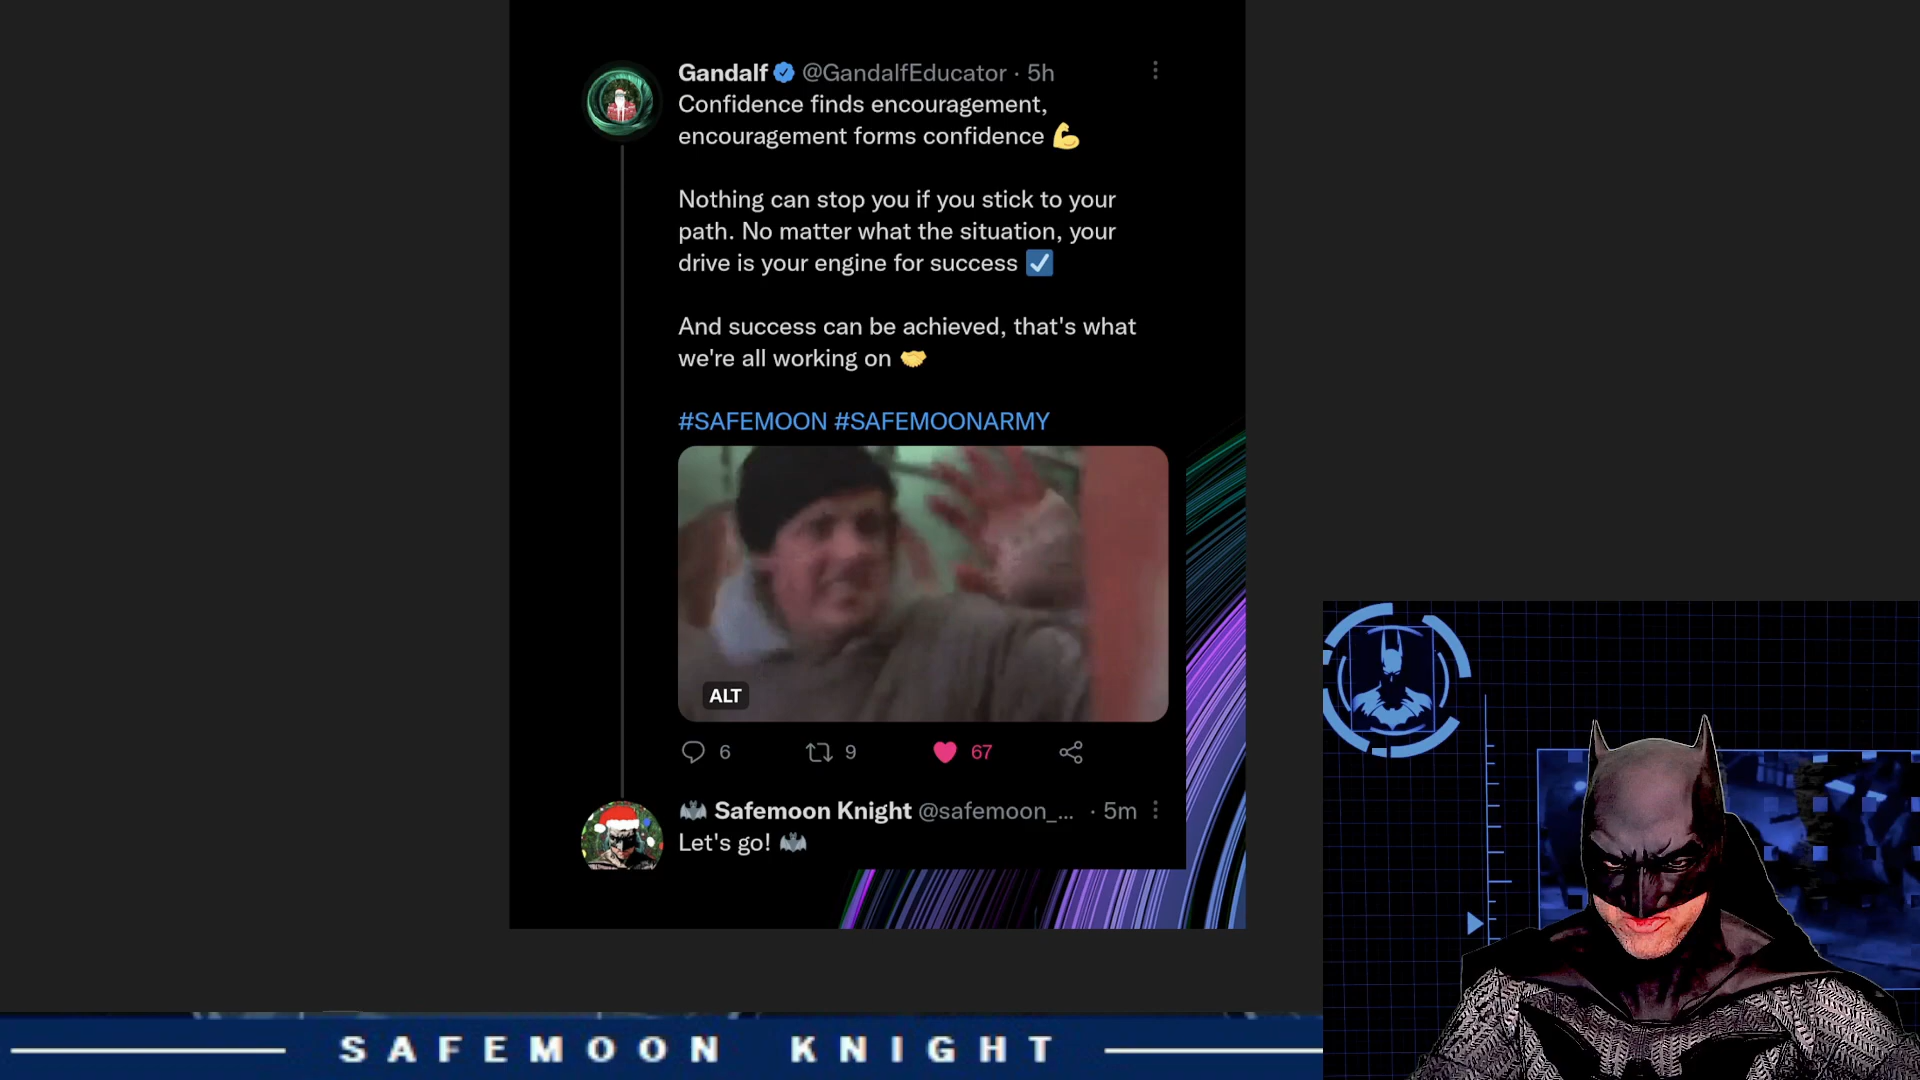 Gandalf @GandalfEducator · 5h
Confidence finds encouragement,
encouragement forms confidence 💪
Nothing can stop you if you stick to your
path. No matter what the situation, your
drive is your engine for success ☑️
And success can be achieved, that's what
we're all working on 🤝
#SAFEMOON #SAFEMOONARMY
ALT
6 9 67
🦇 Safemoon Knight @safemoon_... · 5m
Let's go! 🦇
SAFEMOON KNIGHT